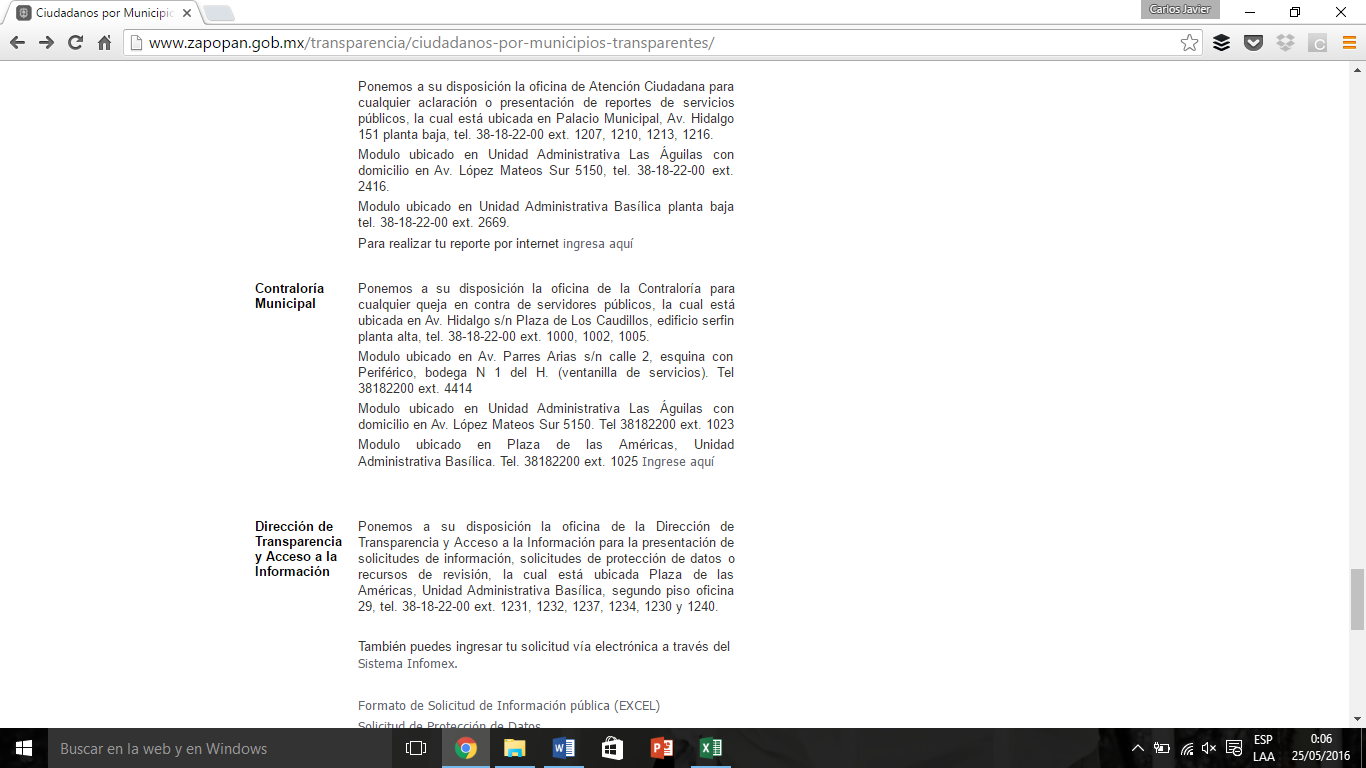 Ciudadanos por Municipio
Carlos Javier
www.zapopan.gob.mx/transparencia/ciudadanos-por-municipios-transparentes/
Ponemos a su disposición la oficina de Atención Ciudadana para
cualquier aclaración o presentación de reportes de servicios
públicos, la cual está ubicada en Palacio Municipal, Av. Hidalgo
151 planta baja, tel. 38-18-22-00 ext. 1207, 1210, 1213, 1216.
Modulo ubicado en Unidad Administrativa Las Águilas con
domicilio en Av. López Mateos Sur 5150, tel. 38-18-22-00 ext.
2416.
Modulo ubicado en Unidad Administrativa Basílica planta baja
tel. 38-18-22-00 ext. 2669.
Para realizar tu reporte por internet ingresa aquí
Contraloría
Municipal
Ponemos a su disposición la oficina de la Contraloría para
cualquier queja en contra de servidores públicos, la cual está
ubicada en Av. Hidalgo s/n Plaza de Los Caudillos, edificio serfin
planta alta, tel. 38-18-22-00 ext. 1000, 1002, 1005.
Modulo ubicado en Av. Parres Arias s/n calle 2, esquina con
Periférico, bodega N 1 del H. (ventanilla de servicios). Tel
38182200 ext. 4414
Modulo ubicado en Unidad Administrativa Las Águilas con
domicilio en Av. López Mateos Sur 5150. Tel 38182200 ext. 1023
Modulo ubicado en Plaza de las Américas, Unidad
Administrativa Basílica. Tel. 38182200 ext. 1025 Ingrese aquí
Dirección de
Transparencia
y Acceso a la
Información
Ponemos a su disposición la oficina de la Dirección de
Transparencia y Acceso a la Información para la presentación de
solicitudes de información, solicitudes de protección de datos o
recursos de revisión, la cual está ubicada Plaza de las
Américas, Unidad Administrativa Basílica, segundo piso oficina
29, tel. 38-18-22-00 ext. 1231, 1232, 1237, 1234, 1230 y 1240.
También puedes ingresar tu solicitud vía electrónica a través del
Sistema Infomex.
Formato de Solicitud de Información pública (EXCEL)
Solicitud de Protección de Datos
Buscar en la web y en Windows
ESP
LAA
0:06
25/05/2016